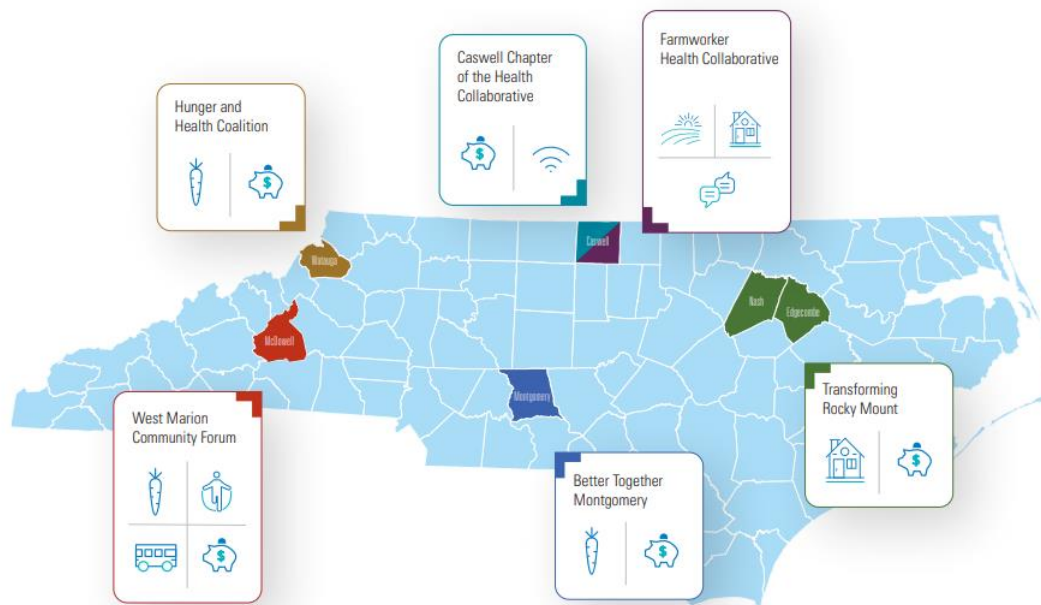 Hunger and
Health Coalition
$
Caswell Chapter
of the Health
Collaborative
$
Farmworker
Health Collaborative
Watauga
Caswell
McDowell
Nash
Edgecombe
Montgomery
West Marion
Community Forum
$
Better Together
Montgomery
$
Transforming
Rocky Mount
$